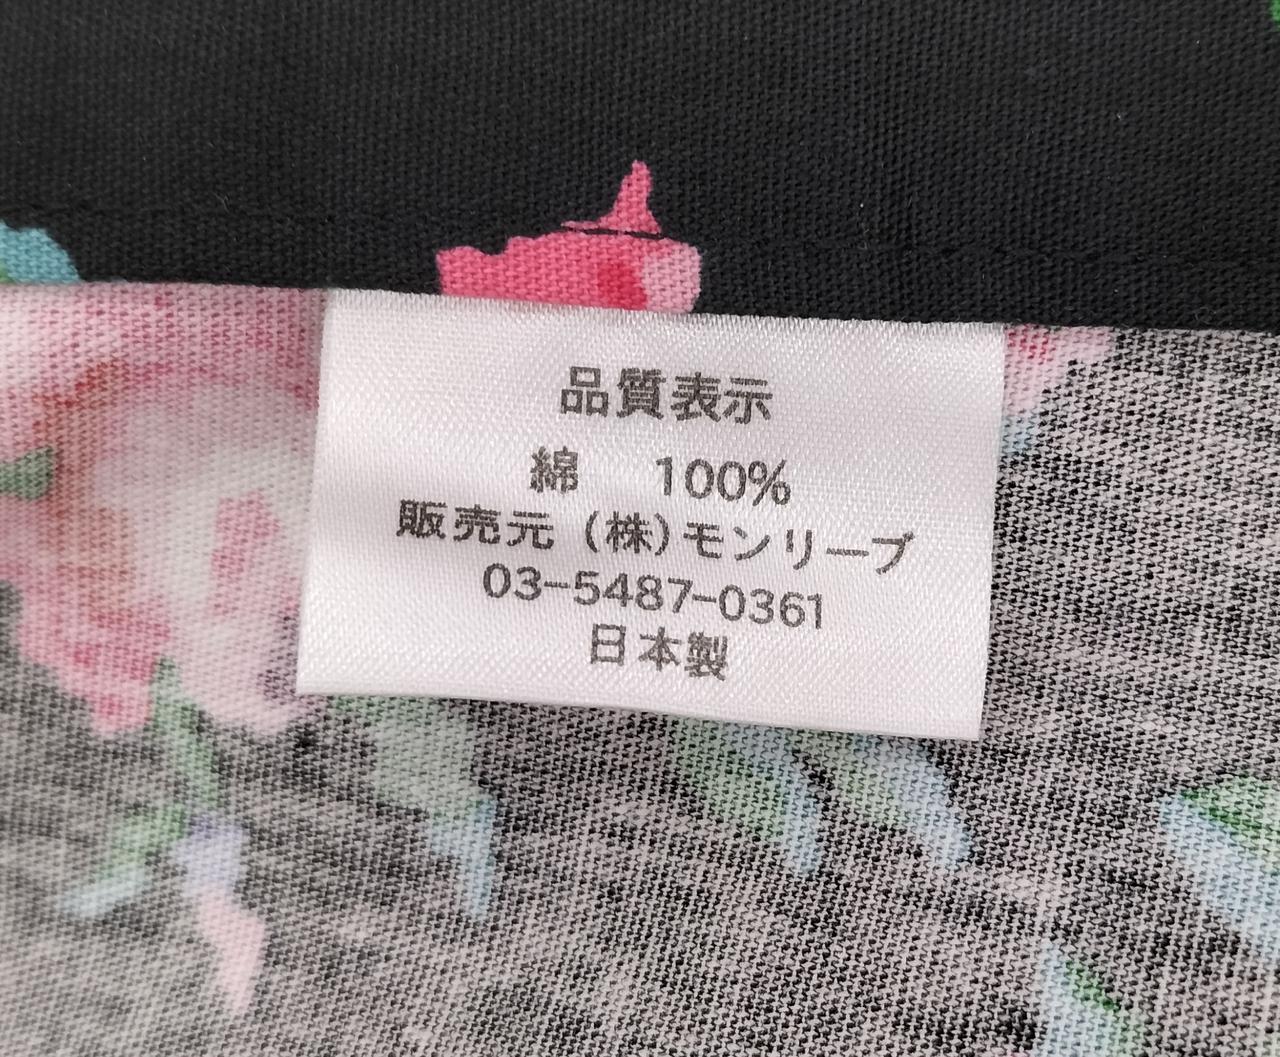 品質表示
綿　100%
販売元（株）モンリーブ
03-5487-0361
日本製